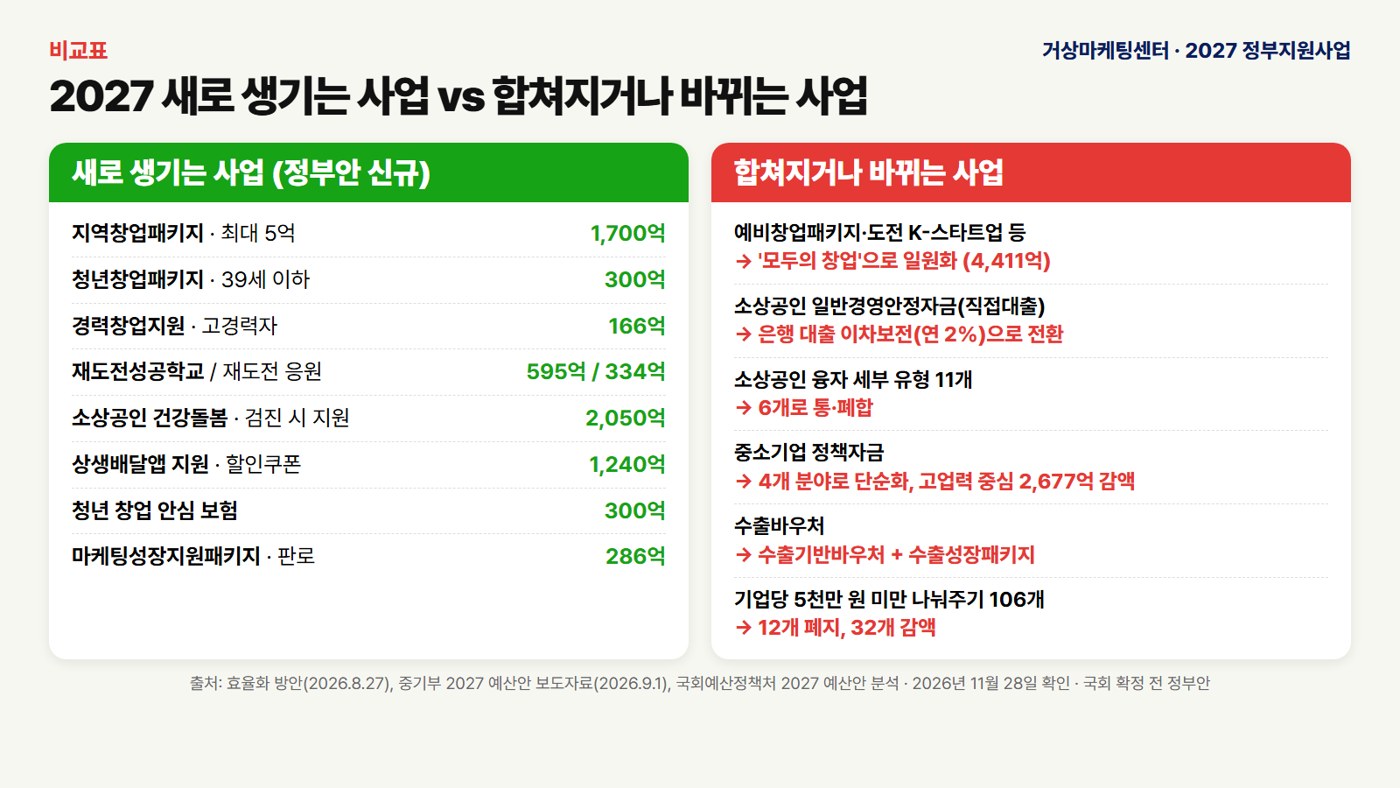 비교표
거상마케팅센터 · 2027 정부지원사업
2027 새로 생기는 사업 vs 합쳐지거나 바뀌는 사업
새로 생기는 사업 (정부안 신규)
지역창업패키지 · 최대 5억 1,700억
청년창업패키지 · 39세 이하 300억
경력창업지원 · 고경력자 166억
재도전성공학교 / 재도전 응원 595억 / 334억
소상공인 건강돌봄 · 검진 시 지원 2,050억
상생배달앱 지원 · 할인쿠폰 1,240억
청년 창업 안심 보험 300억
마케팅성장지원패키지 · 판로 286억
합쳐지거나 바뀌는 사업
예비창업패키지·도전 K-스타트업 등
→ '모두의 창업'으로 일원화 (4,411억)
소상공인 일반경영안정자금(직접대출)
→ 은행 대출 이차보전(연 2%)으로 전환
소상공인 융자 세부 유형 11개
→ 6개로 통·폐합
중소기업 정책자금
→ 4개 분야로 단순화, 고업력 중심 2,677억 감액
수출바우처
→ 수출기반바우처 + 수출성장패키지
기업당 5천만 원 미만 나눠주기 106개
→ 12개 폐지, 32개 감액
출처: 효율화 방안(2026.8.27), 중기부 2027 예산안 보도자료(2026.9.1), 국회예산정책처 2027 예산안 분석 · 2026년 11월 28일 확인 · 국회 확정 전 정부안